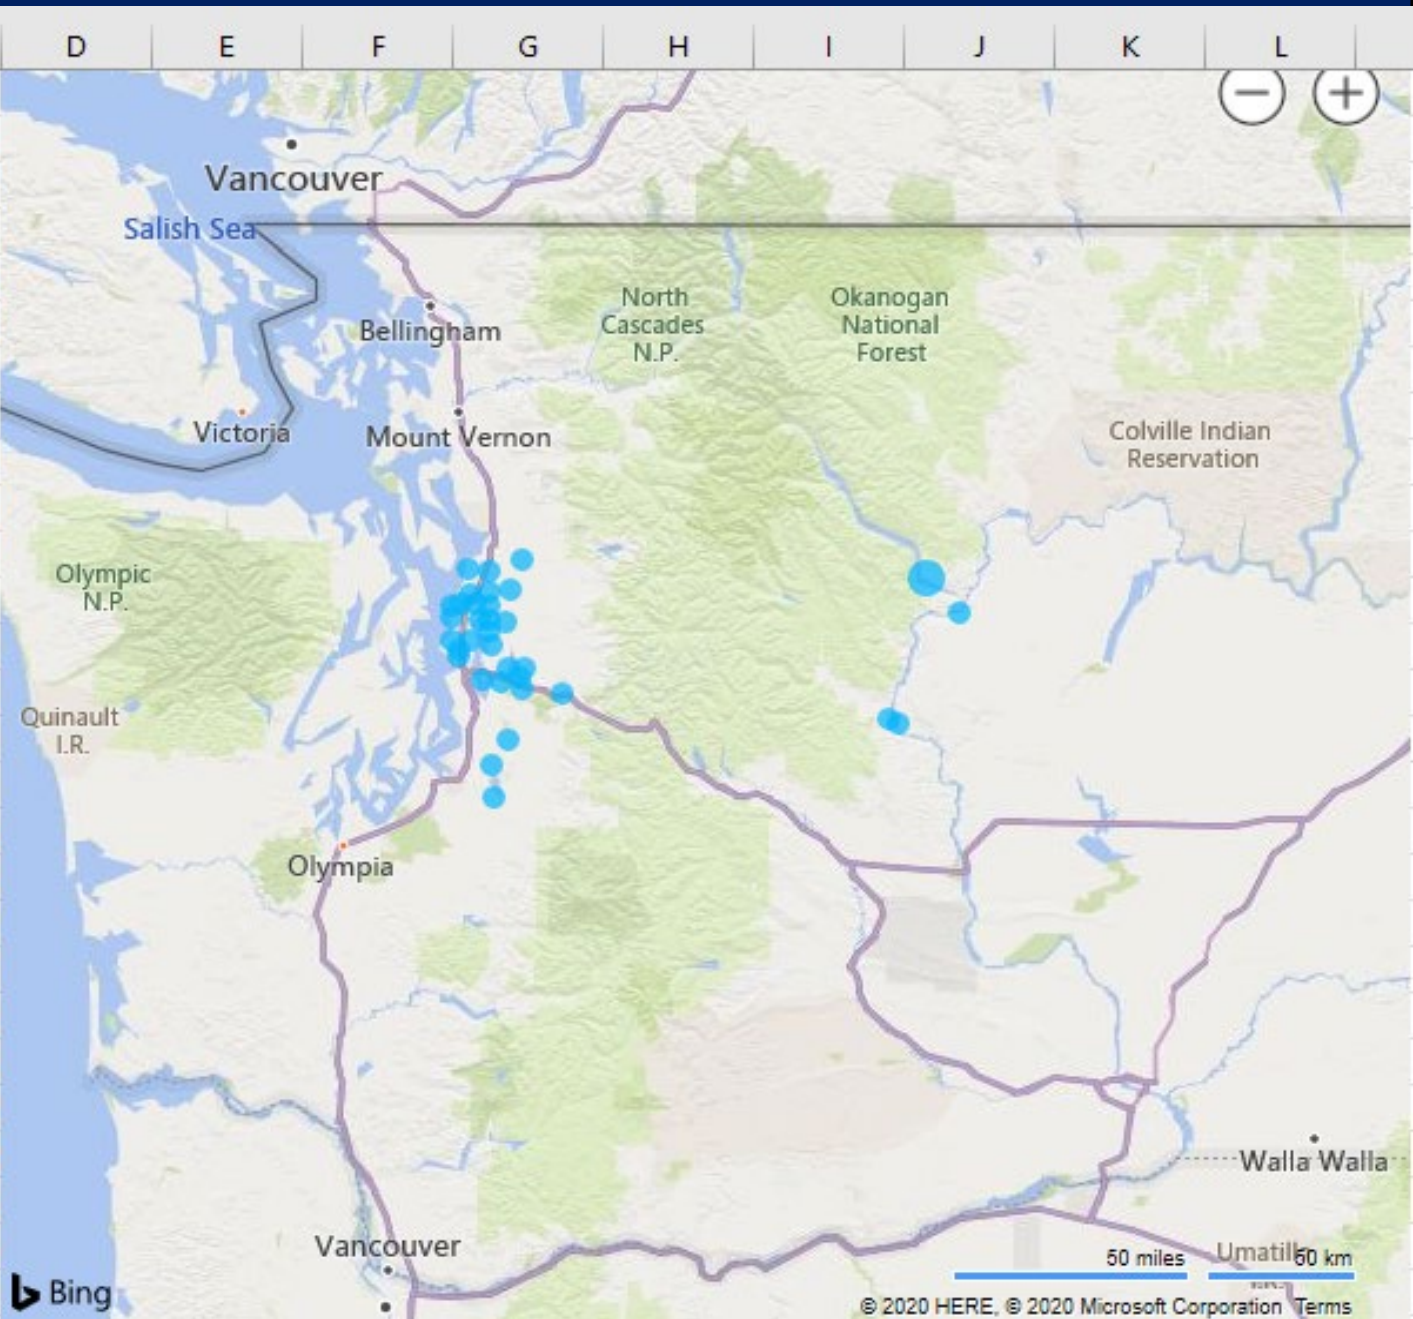 D E F G H I J K L
Vancouver
Salish Sea
North
Cascades
N.P.
Okanogan
National
Forest
Bellingham
Victoria
Mount Vernon
Colville Indian
Reservation
Olympic
N.P.
Quinault
I.R.
Olympia
Walla Walla
Vancouver
50 miles
50 km
Bing
© 2020 HERE, © 2020 Microsoft Corporation Terms